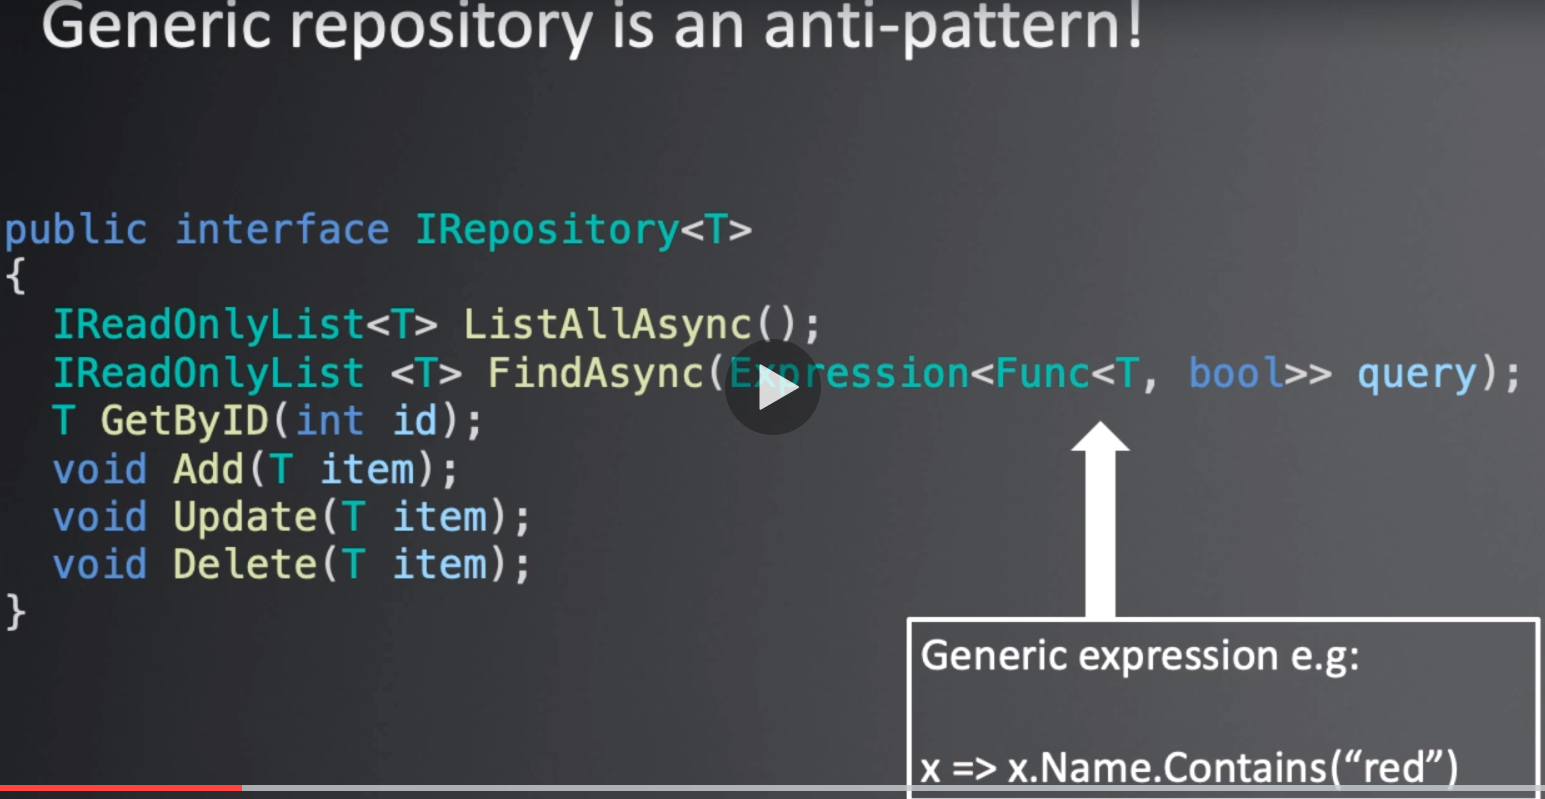 Generic repository is an anti-pattern!
public interface IRepository<T>
{
IReadOnlyList<T> ListAllAsync();
IReadOnlyList <T> FindAsync(Expression<Func<T, bool>> query);
T GetByID(int id);
void Add(T item);
void Update(T item);
void Delete(T item);
}
Generic expression e.g:
x => x.Name.Contains(“red”)